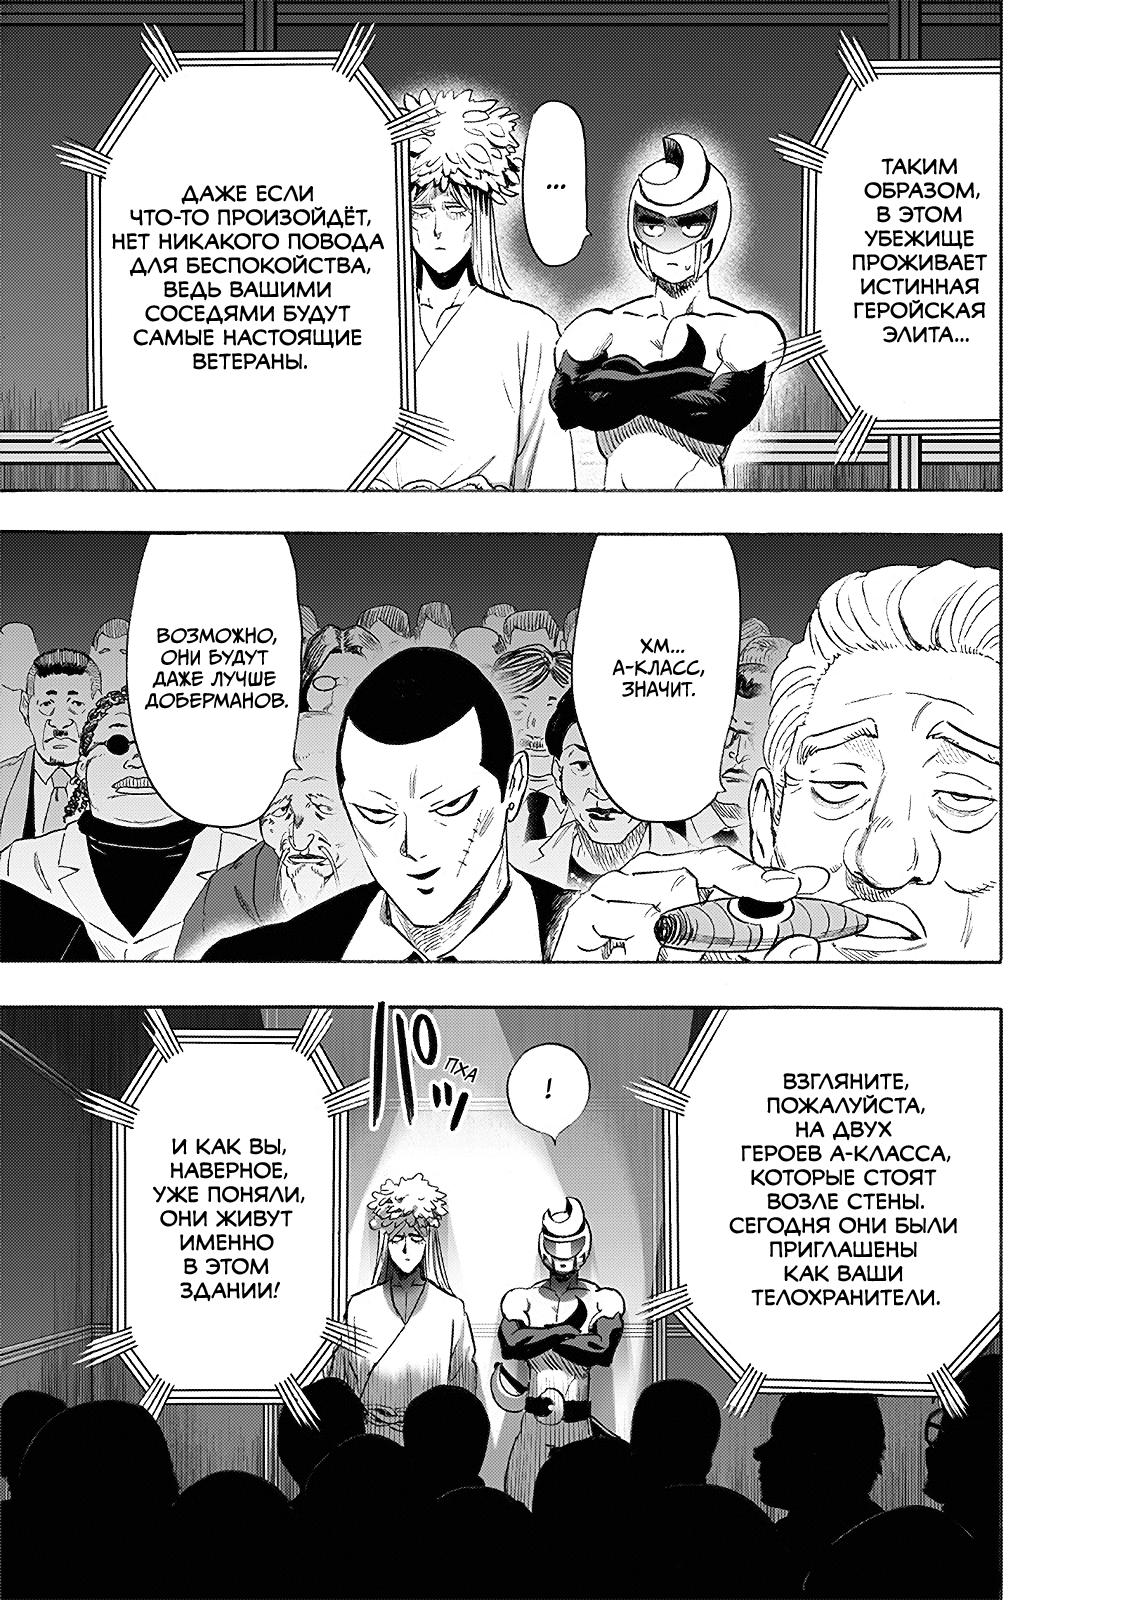 ТАКИМ
ОБРАЗОМ,
В ЭТОМ
УБЕЖИЩЕ
ПРОЖИВАЕТ
ИСТИННАЯ
ГЕРОЙСКАЯ
ЭЛИТА...
...
ДАЖЕ ЕСЛИ
ЧТО-ТО ПРОИЗОЙДЁТ,
НЕТ НИКАКОГО ПОВОДА
ДЛЯ БЕСПОКОЙСТВА,
ВЕДЬ ВАШИМИ
СОСЕДЯМИ БУДУТ
САМЫЕ НАСТОЯЩИЕ
ВЕТЕРАНЫ.
ХМ...
А-КЛАСС,
ЗНАЧИТ.
ВОЗМОЖНО,
ОНИ БУДУТ
ДАЖЕ ЛУЧШЕ
ДОБЕРМАНОВ.
ВЗГЛЯНИТЕ,
ПОЖАЛУЙСТА,
НА ДВУХ
ГЕРОЕВ А-КЛАССА,
КОТОРЫЕ СТОЯТ
ВОЗЛЕ СТЕНЫ.
СЕГОДНЯ ОНИ БЫЛИ
ПРИГЛАШЕНЫ
КАК ВАШИ
ТЕЛОХРАНИТЕЛИ.
!
パッ
ПХА
И КАК ВЫ,
НАВЕРНОЕ,
УЖЕ ПОНЯЛИ,
ОНИ ЖИВУТ
ИМЕННО
В ЭТОМ
ЗДАНИИ!